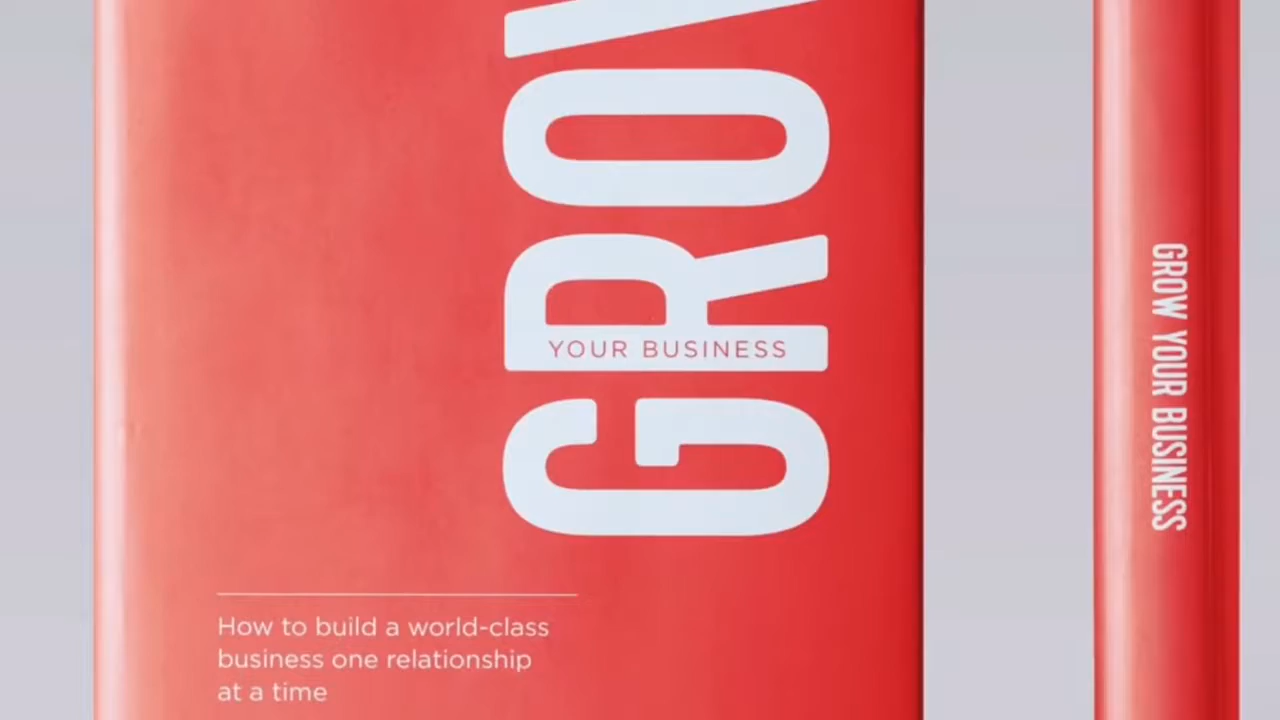 GROW
YOUR BUSINESS
How to build a world-class
business one relationship
at a time
GROW YOUR BUSINESS